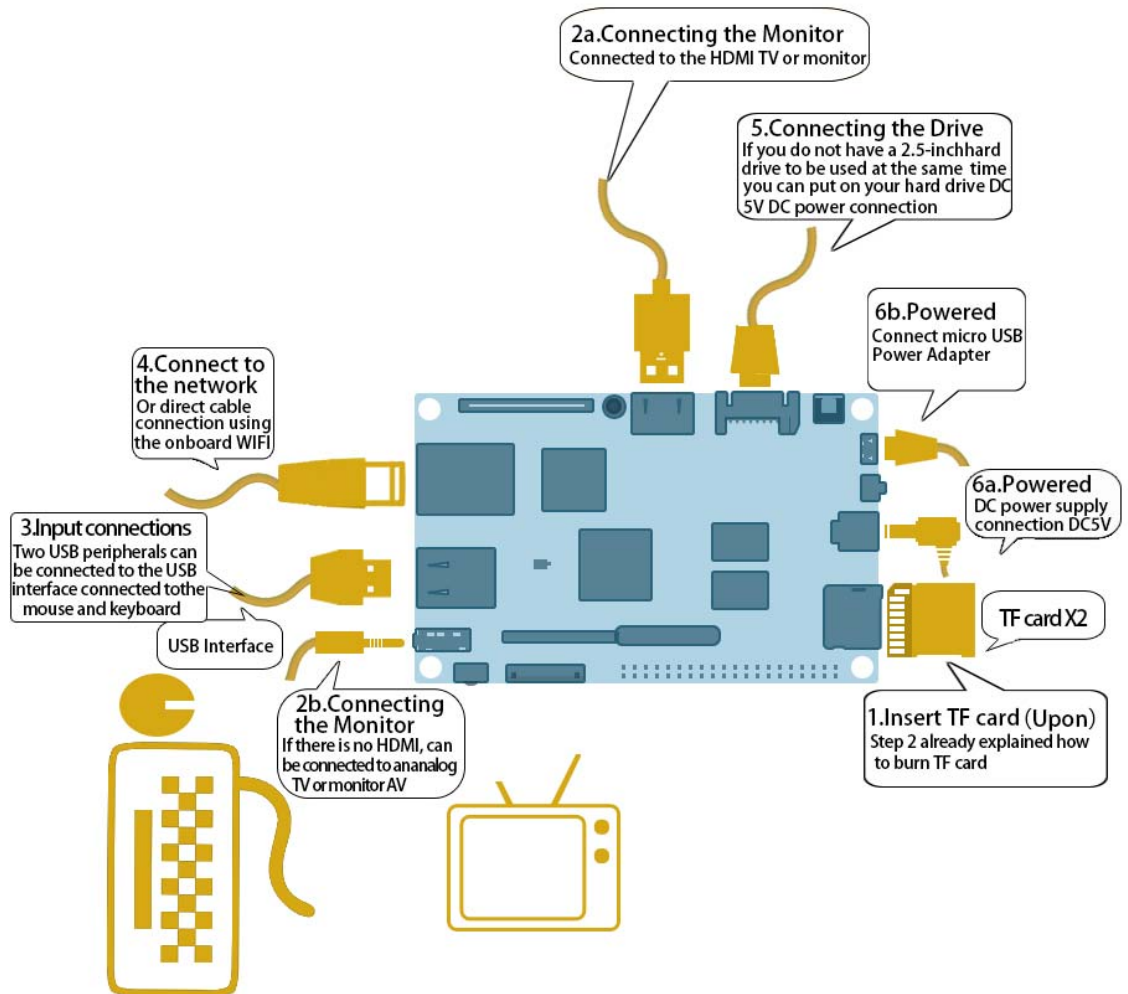 2a.Connecting the Monitor
Connected to the HDMI TV or monitor
5.Connecting the Drive
If you do not have a 2.5-inchhard
drive to be used at the same time
you can put on your hard drive DC
5V DC power connection
6b.Powered
Connect micro USB
Power Adapter
4.Connect to
the network
Or direct cable
connection using
the onboard WIFI
6a.Powered
DC power supply
connection DC5V
3.Input connections
Two USB peripherals can
be connected to the USB
interface connected tothe
mouse and keyboard
USB Interface
TF card X2
2b.Connecting
the Monitor
If there is no HDMI, can
be connected to ananalog
TV or monitor AV
1.Insert TF card (Upon)
Step 2 already explained how
to burn TF card